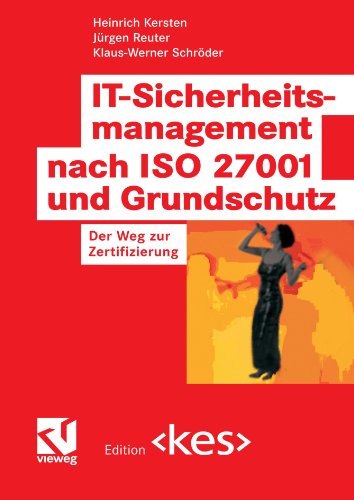 Heinrich Kersten
Jürgen Reuter
Klaus-Werner Schröder
IT-Sicherheits-
management
nach ISO 27001
und Grundschutz
Der Weg zur
Zertifizierung
vieweg
Edition <kes>